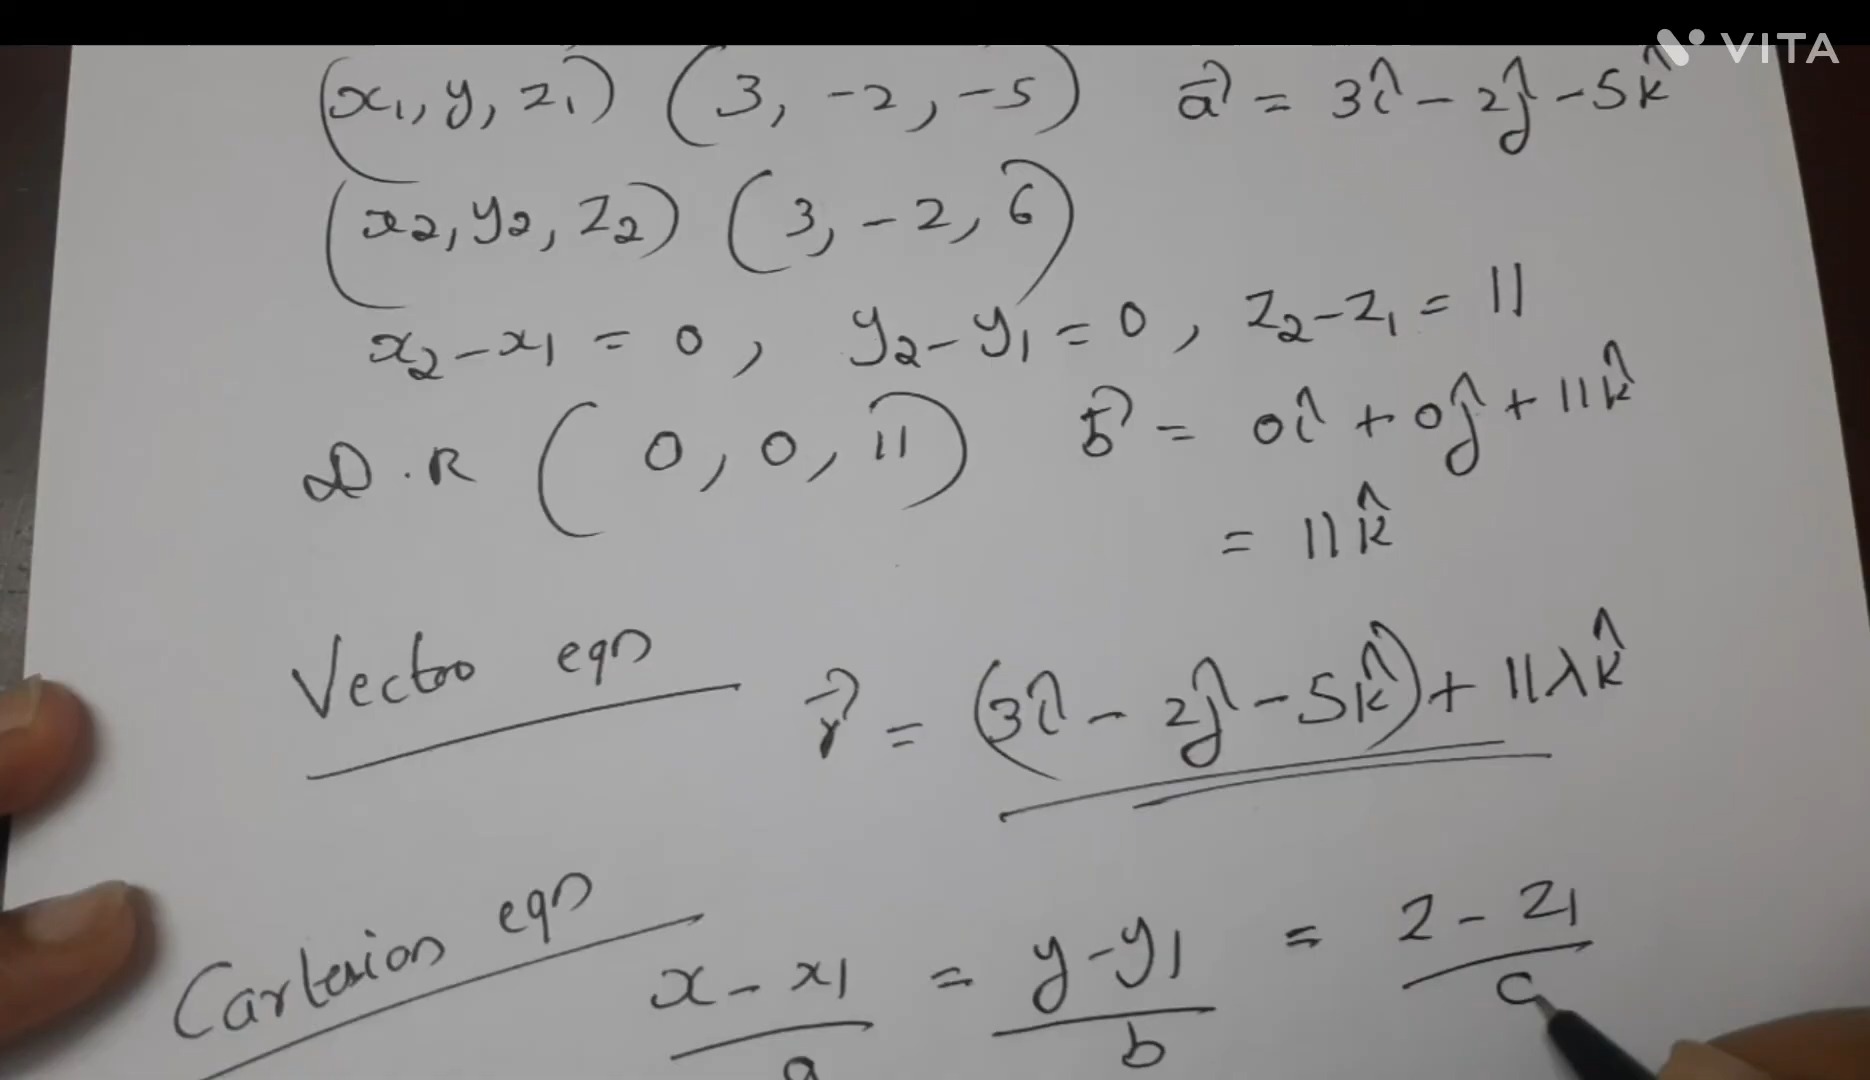 VITA
(x₁, y, z₁) (3, -2, -5) a⃗ = 3î - 2ĵ - 5k̂
(x₂, y₂, z₂) (3, -2, 6)
x₂ - x₁ = 0, y₂ - y₁ = 0, z₂ - z₁ = 11
D.R (0, 0, 11) b⃗ = 0î + 0ĵ + 11k̂
= 11k̂
Vector eqn r⃗ = (3î - 2ĵ - 5k̂) + 11λk̂
Cartesian eqn x - x₁ / a = y - y₁ / b = z - z₁ / c